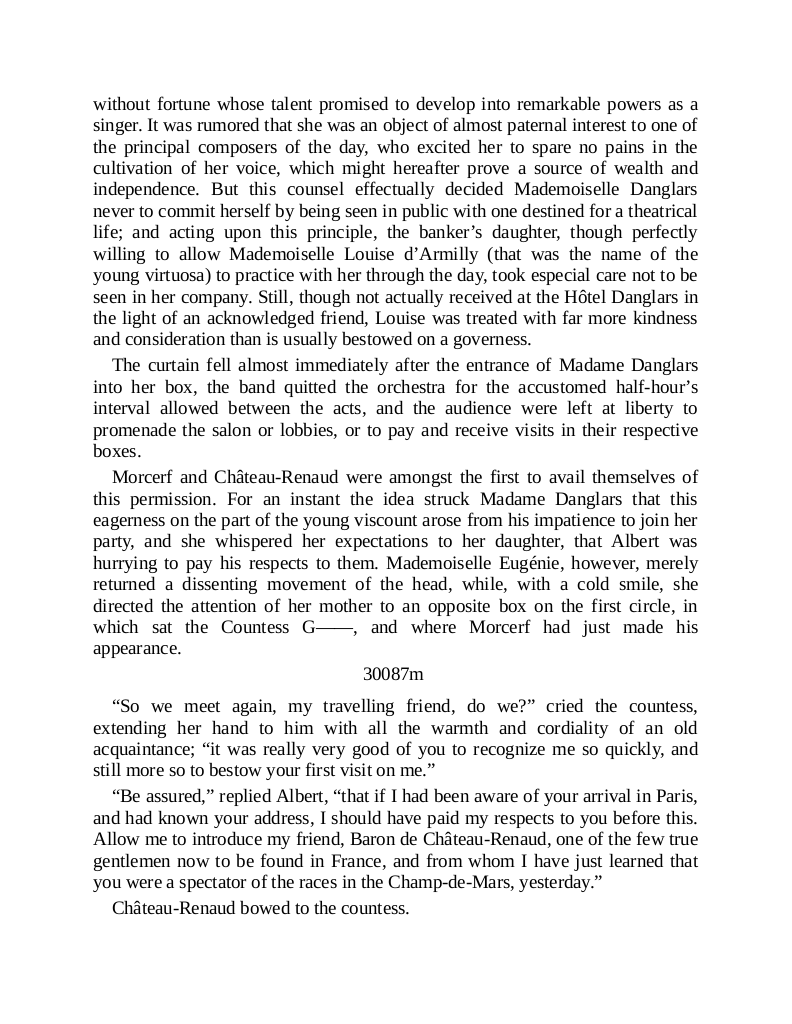 without fortune whose talent promised to develop into remarkable powers as a
singer. It was rumored that she was an object of almost paternal interest to one of
the principal composers of the day, who excited her to spare no pains in the
cultivation of her voice, which might hereafter prove a source of wealth and
independence. But this counsel effectually decided Mademoiselle Danglars
never to commit herself by being seen in public with one destined for a theatrical
life; and acting upon this principle, the banker’s daughter, though perfectly
willing to allow Mademoiselle Louise d’Armilly (that was the name of the
young virtuosa) to practice with her through the day, took especial care not to be
seen in her company. Still, though not actually received at the Hôtel Danglars in
the light of an acknowledged friend, Louise was treated with far more kindness
and consideration than is usually bestowed on a governess.
The curtain fell almost immediately after the entrance of Madame Danglars
into her box, the band quitted the orchestra for the accustomed half-hour’s
interval allowed between the acts, and the audience were left at liberty to
promenade the salon or lobbies, or to pay and receive visits in their respective
boxes.
Morcerf and Château-Renaud were amongst the first to avail themselves of
this permission. For an instant the idea struck Madame Danglars that this
eagerness on the part of the young viscount arose from his impatience to join her
party, and she whispered her expectations to her daughter, that Albert was
hurrying to pay his respects to them. Mademoiselle Eugénie, however, merely
returned a dissenting movement of the head, while, with a cold smile, she
directed the attention of her mother to an opposite box on the first circle, in
which sat the Countess G——, and where Morcerf had just made his
appearance.
30087m
“So we meet again, my travelling friend, do we?” cried the countess,
extending her hand to him with all the warmth and cordiality of an old
acquaintance; “it was really very good of you to recognize me so quickly, and
still more so to bestow your first visit on me.”
“Be assured,” replied Albert, “that if I had been aware of your arrival in Paris,
and had known your address, I should have paid my respects to you before this.
Allow me to introduce my friend, Baron de Château-Renaud, one of the few true
gentlemen now to be found in France, and from whom I have just learned that
you were a spectator of the races in the Champ-de-Mars, yesterday.”
Château-Renaud bowed to the countess.